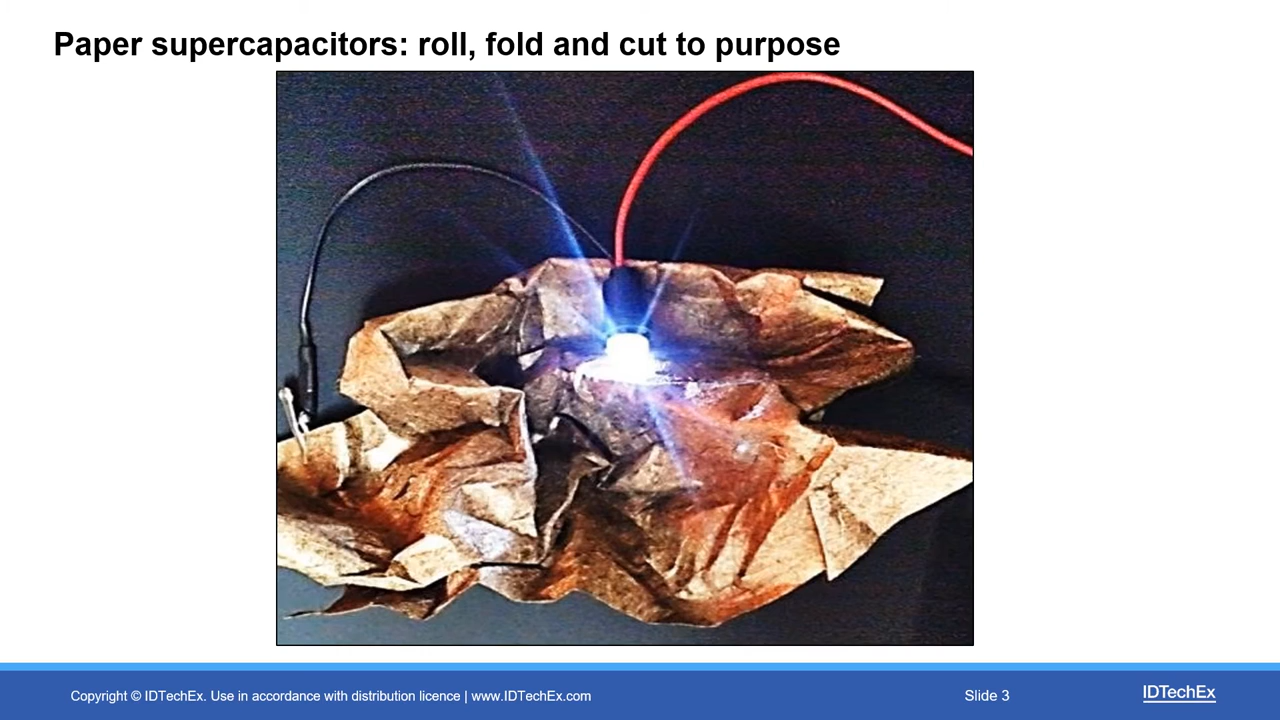 Paper supercapacitors: roll, fold and cut to purpose
Copyright © IDTechEx. Use in accordance with distribution licence | www.IDTechEx.com
Slide 3
IDTechEx